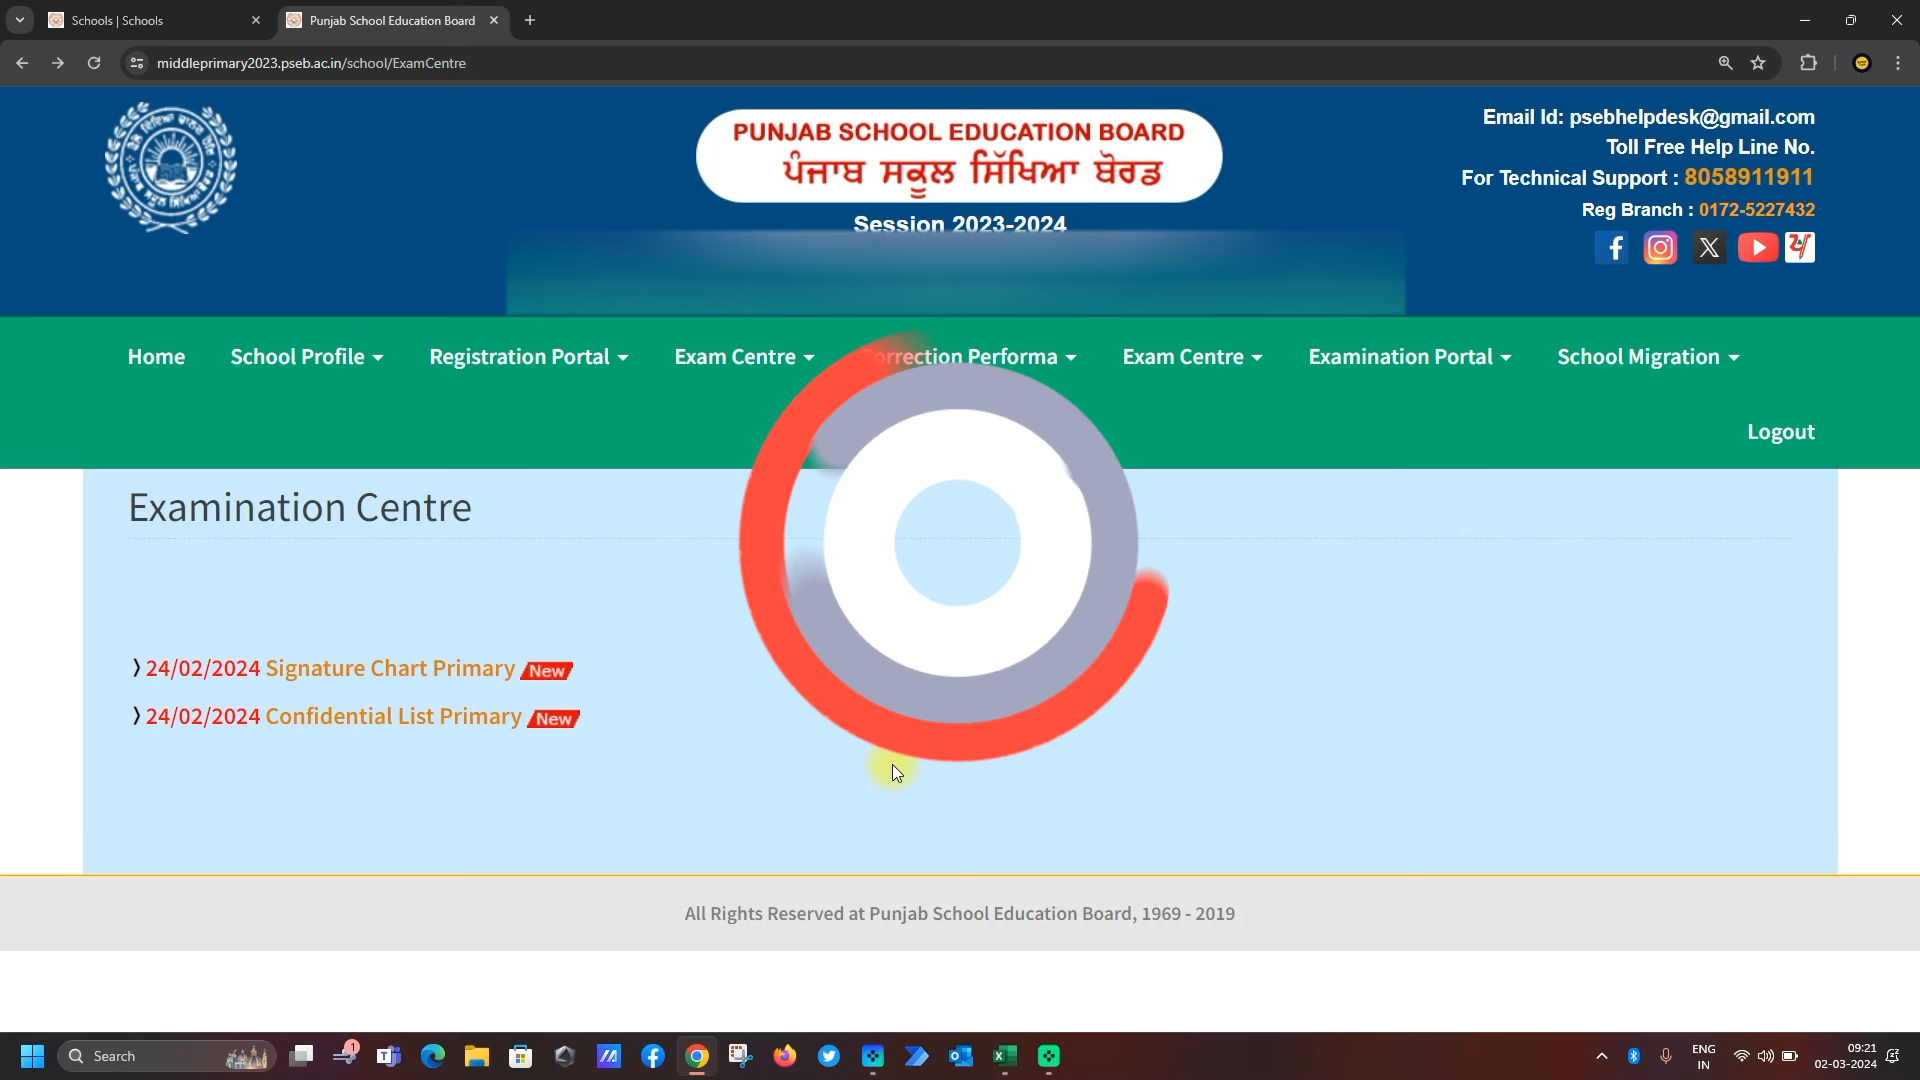 Schools | Schools
Punjab School Education Board
middleprimary2023.pseb.ac.in/school/ExamCentre
PUNJAB SCHOOL EDUCATION BOARD
ਪੰਜਾਬ ਸਕੂਲ ਸਿੱਖਿਆ ਬੋਰਡ
Session 2023-2024
Email Id: psebhelpdesk@gmail.com
Toll Free Help Line No.
For Technical Support : 8058911911
Reg Branch : 0172-5227432
Home School Profile Registration Portal Exam Centre Correction Performa Exam Centre Examination Portal School Migration
Logout
Examination Centre
24/02/2024 Signature Chart Primary New
24/02/2024 Confidential List Primary New
All Rights Reserved at Punjab School Education Board, 1969 - 2019
Search
1
ENG
IN
09:21
02-03-2024